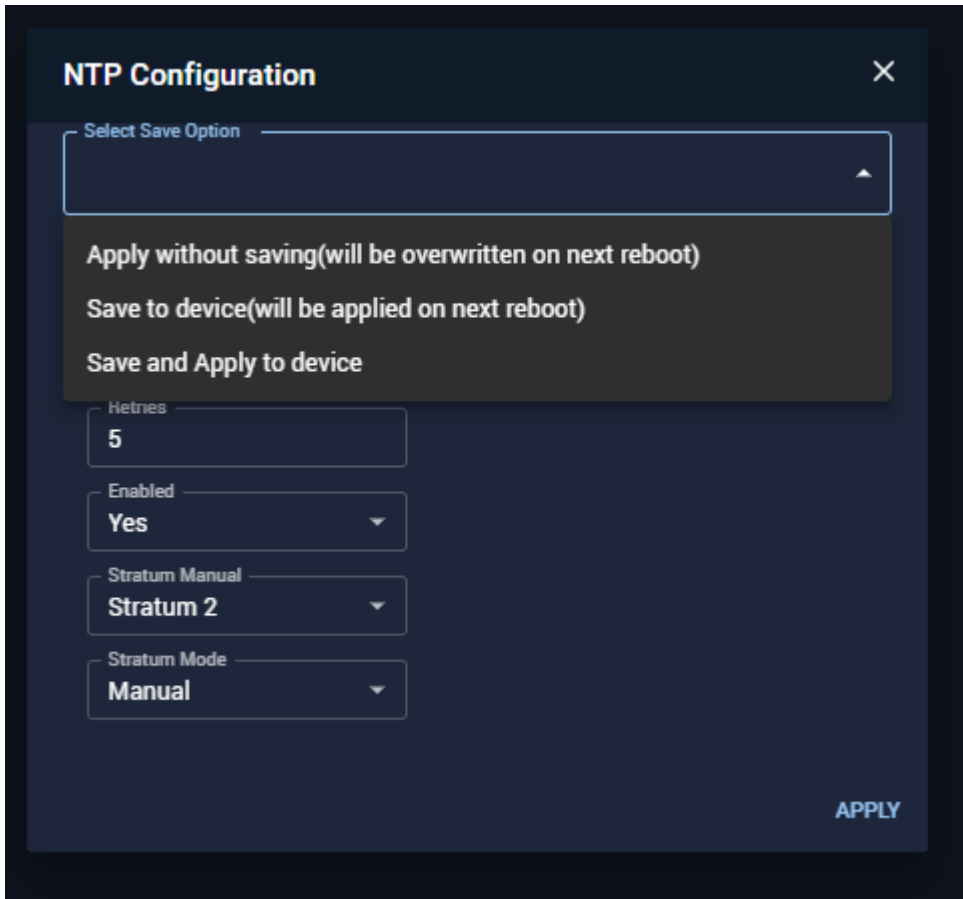 NTP Configuration
Select Save Option
Apply without saving(will be overwritten on next reboot)
Save to device(will be applied on next reboot)
Save and Apply to device
Retries
5
Enabled
Yes
Stratum Manual
Stratum 2
Stratum Mode
Manual
APPLY